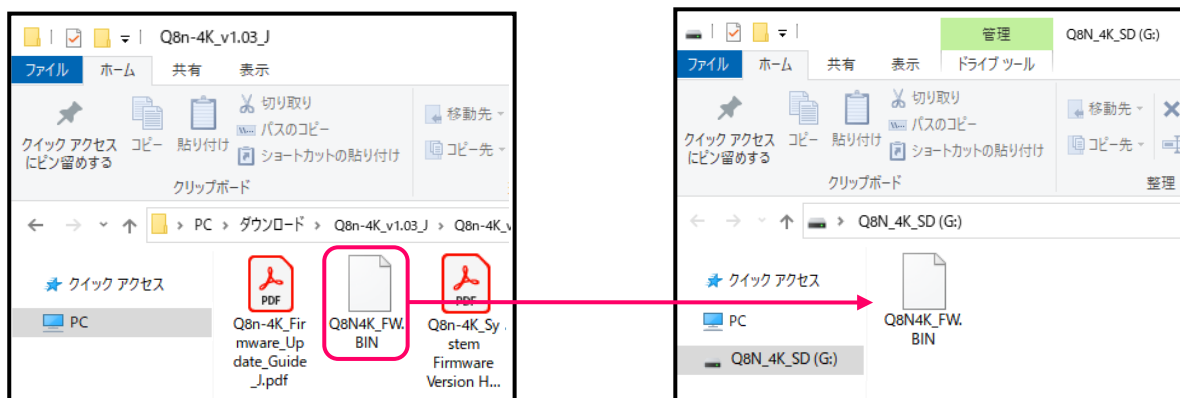 Q8n-4K_v1.03_J
ファイル ホーム 共有 表示
クイック アクセス
にピン留めする
コピー
貼り付け
切り取り
パスのコピー
ショートカットの貼り付け
移動先
コピー先
クリップボード
PC > ダウンロード > Q8n-4K_v1.03_J > Q8n-4K_v
クイック アクセス
PC
PDF
Q8n-4K_Fir
mware_Up
date_Guide
_J.pdf
Q8N4K_FW.
BIN
PDF
Q8n-4K_Sy
stem
Firmware
Version H...
管理 Q8N_4K_SD (G:)
ファイル ホーム 共有 表示 ドライブ ツール
クイック アクセス
にピン留めする
コピー
貼り付け
切り取り
パスのコピー
ショートカットの貼り付け
移動先
コピー先
クリップボード
整理
Q8N_4K_SD (G:)
クイック アクセス
PC
Q8N_4K_SD (G:)
Q8N4K_FW.
BIN